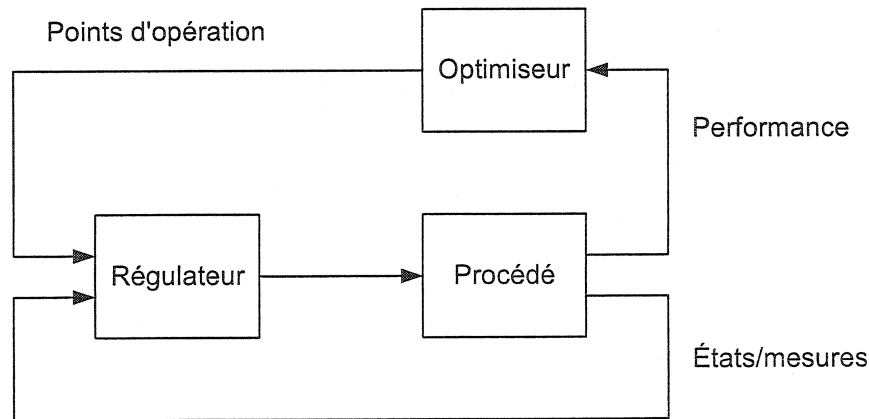 Points d'opération
Optimiseur
Performance
Régulateur
Procédé
États/mesures